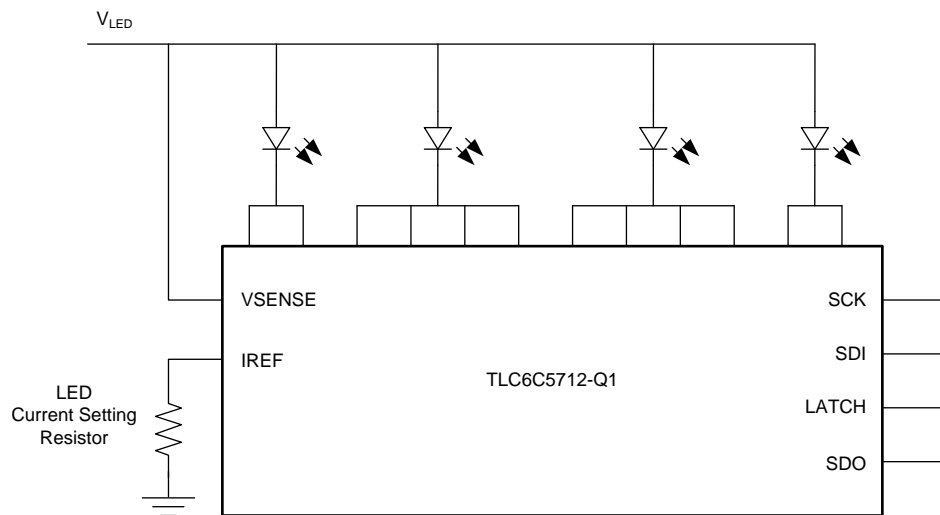 VLED
VSENSE
IREF
LED
Current Setting
Resistor
TLC6C5712-Q1
SCK
SDI
LATCH
SDO